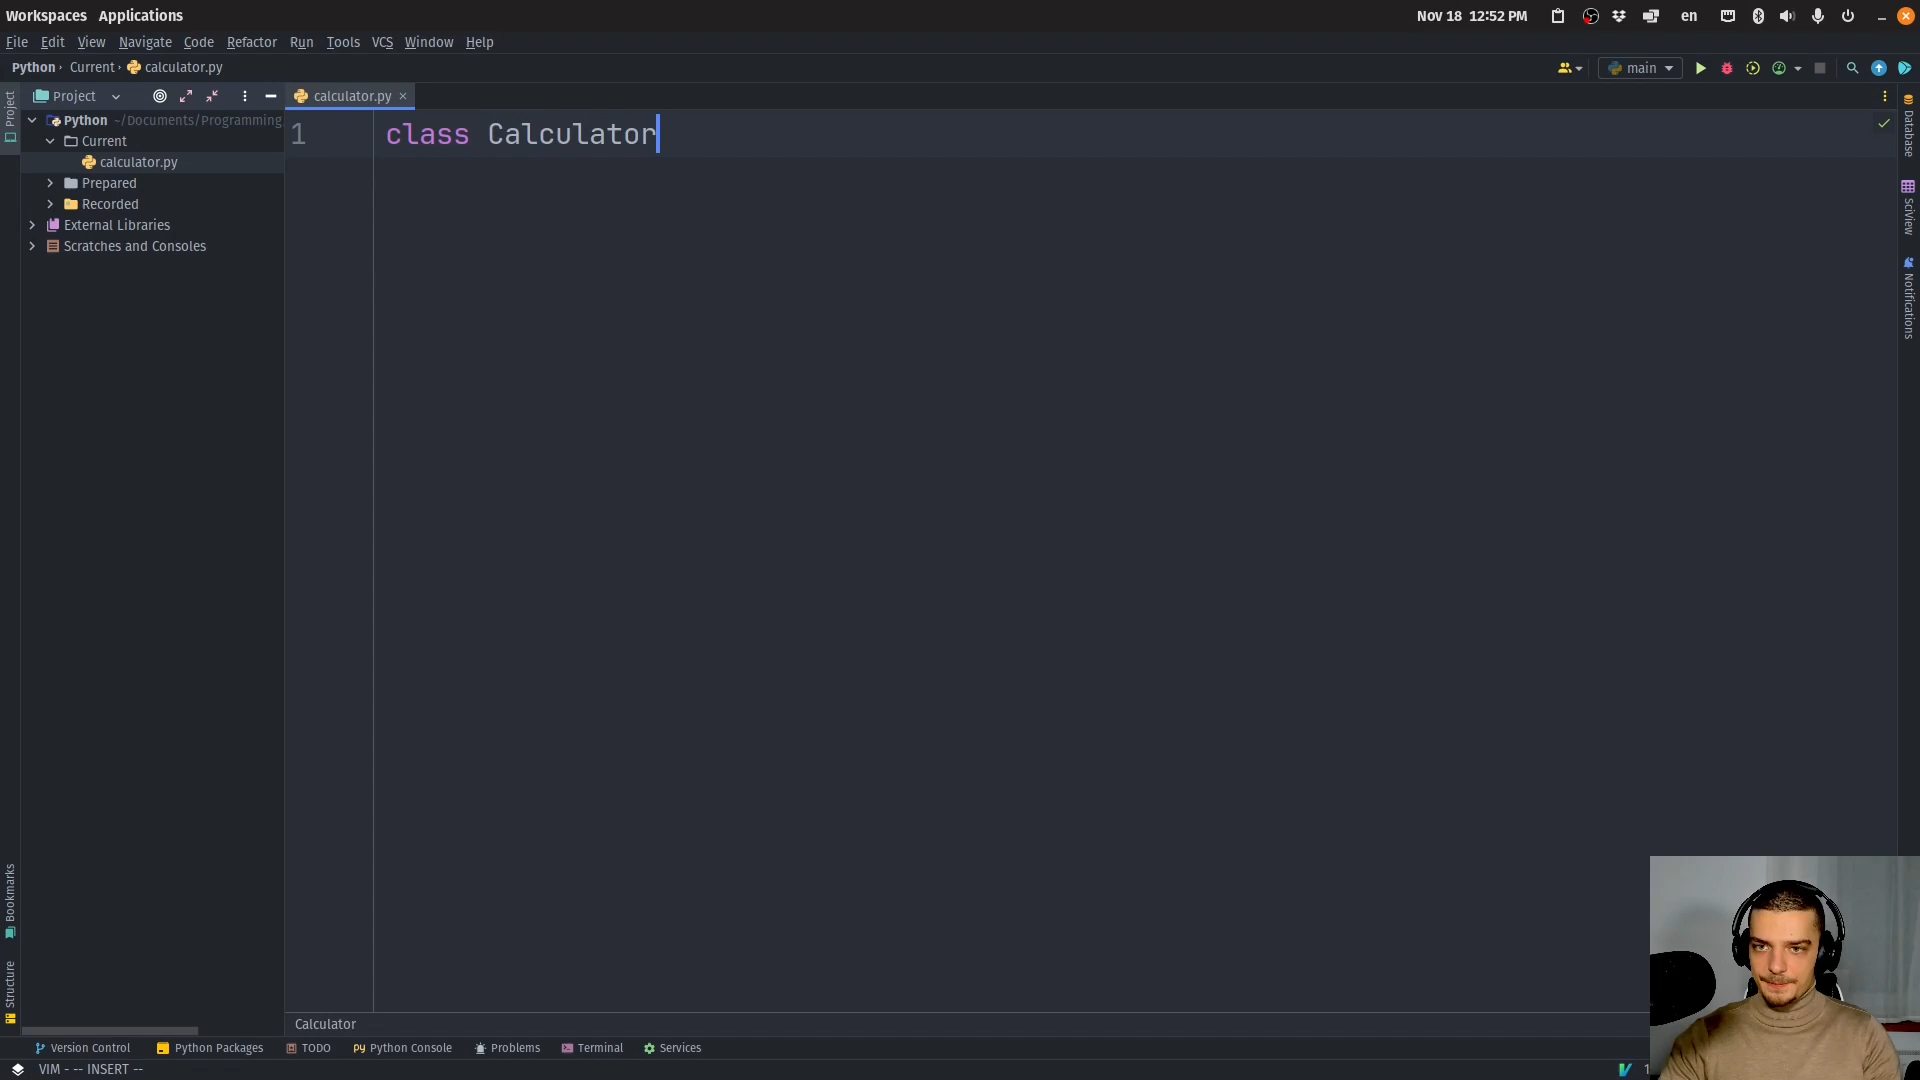 Workspaces Applications Nov 18 12:52 PM en
File Edit View Navigate Code Refactor Run Tools VCS Window Help
Python › Current › calculator.py main
Project calculator.py
Project
Python ~/Documents/Programming
Current
calculator.py
Prepared
Recorded
External Libraries
Scratches and Consoles
1 class Calculator
Database
SciView
Notifications
Bookmarks
Structure
Calculator
Version Control Python Packages TODO Python Console Problems Terminal Services
VIM - -- INSERT --